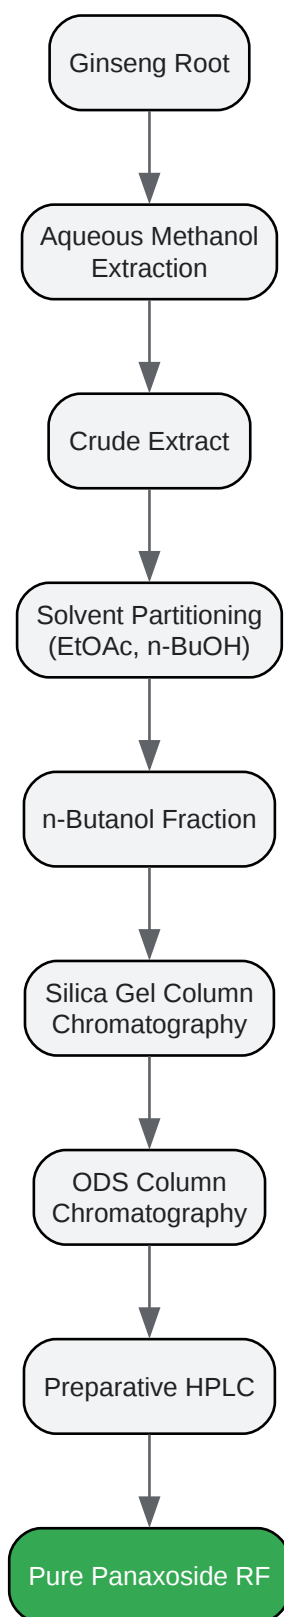 Ginseng Root
Aqueous Methanol
Extraction
Crude Extract
Solvent Partitioning
(EtOAc, n-BuOH)
n-Butanol Fraction
Silica Gel Column
Chromatography
ODS Column
Chromatography
Preparative HPLC
Pure Panaxoside RF